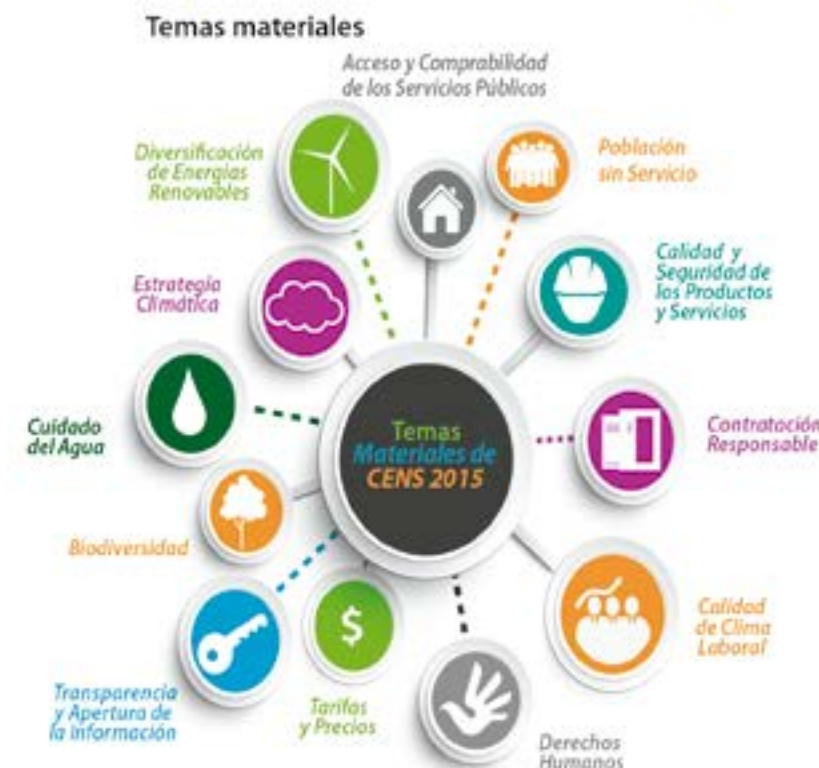 Temas materiales
Acceso y Comprabilidad
de los Servicios Públicos
Diversificación
de Energías
Renovables
Población
sin Servicio
Calidad y
Seguridad de
los Productos
y Servicios
Estrategia
Climática
Cuidado
del Agua
Temas
Materiales de
CENS 2015
Contratación
Responsable
Biodiversidad
$
Calidad
de Clima
Laboral
Transparencia
y Apertura de
la Información
Tarifas
y Precios
Derechos
Humanos